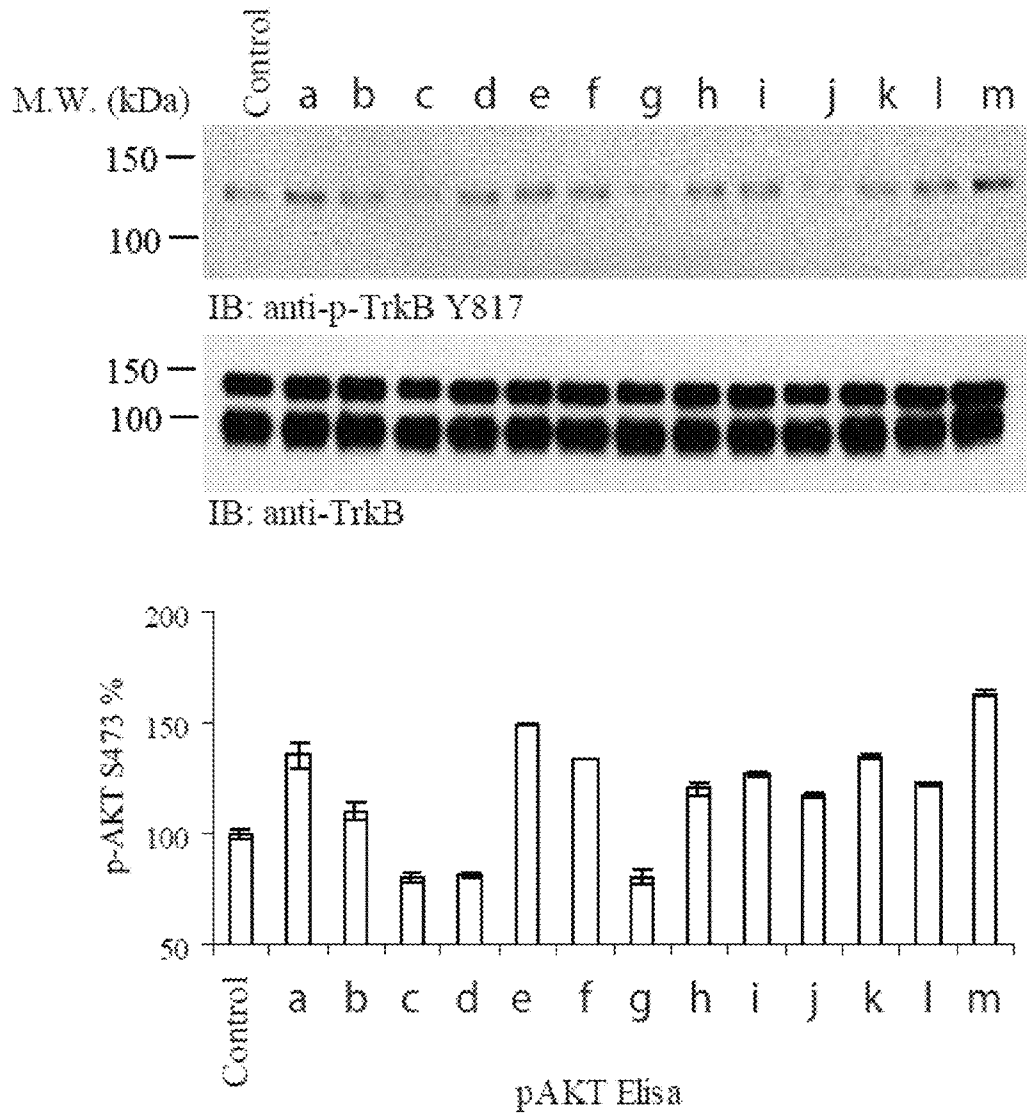 Control
M.W. (kDa) a b c d e f g h i j k l m
150
100
IB: anti-p-TrkB Y817
150
100
IB: anti-TrkB
200
150
100
50
p-AKT S473 %
Control a b c d e f g h i j k l m
pAKT Elisa